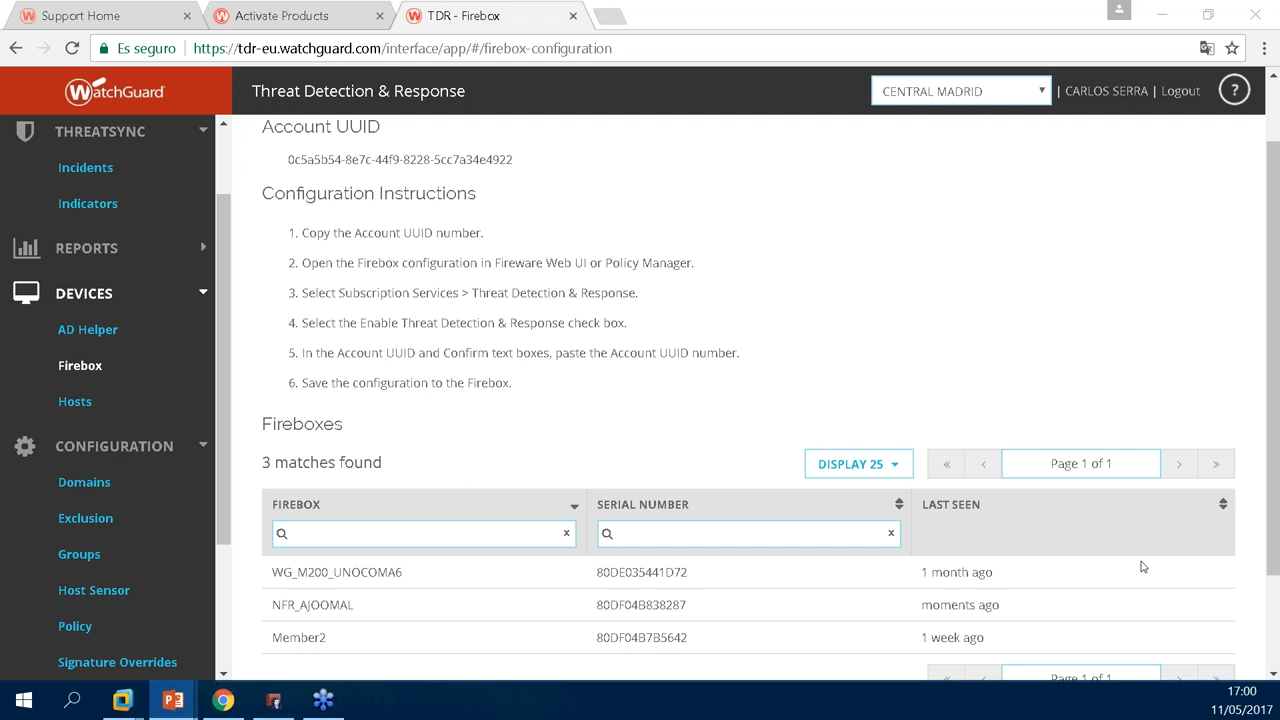 Support Home
Activate Products
TDR - Firebox
Es seguro
https://tdr-eu.watchguard.com/interface/app/#/firebox-configuration
WatchGuard
Threat Detection & Response
CENTRAL MADRID
| CARLOS SERRA | Logout
?
THREATSYNC
Incidents
Indicators
REPORTS
DEVICES
AD Helper
Firebox
Hosts
CONFIGURATION
Domains
Exclusion
Groups
Host Sensor
Policy
Signature Overrides
Account UUID
0c5a5b54-8e7c-44f9-8228-5cc7a34e4922
Configuration Instructions
1. Copy the Account UUID number.
2. Open the Firebox configuration in Fireware Web UI or Policy Manager.
3. Select Subscription Services > Threat Detection & Response.
4. Select the Enable Threat Detection & Response check box.
5. In the Account UUID and Confirm text boxes, paste the Account UUID number.
6. Save the configuration to the Firebox.
Fireboxes
3 matches found
DISPLAY 25
« ‹ Page 1 of 1 › »
FIREBOX SERIAL NUMBER LAST SEEN
x x
WG_M200_UNOCOMA6 80DE035441D72 1 month ago
NFR_AJOOMAL 80DF04B838287 moments ago
Member2 80DF04B7B5642 1 week ago
« ‹ Page 1 of 1 › »
17:00
11/05/2017